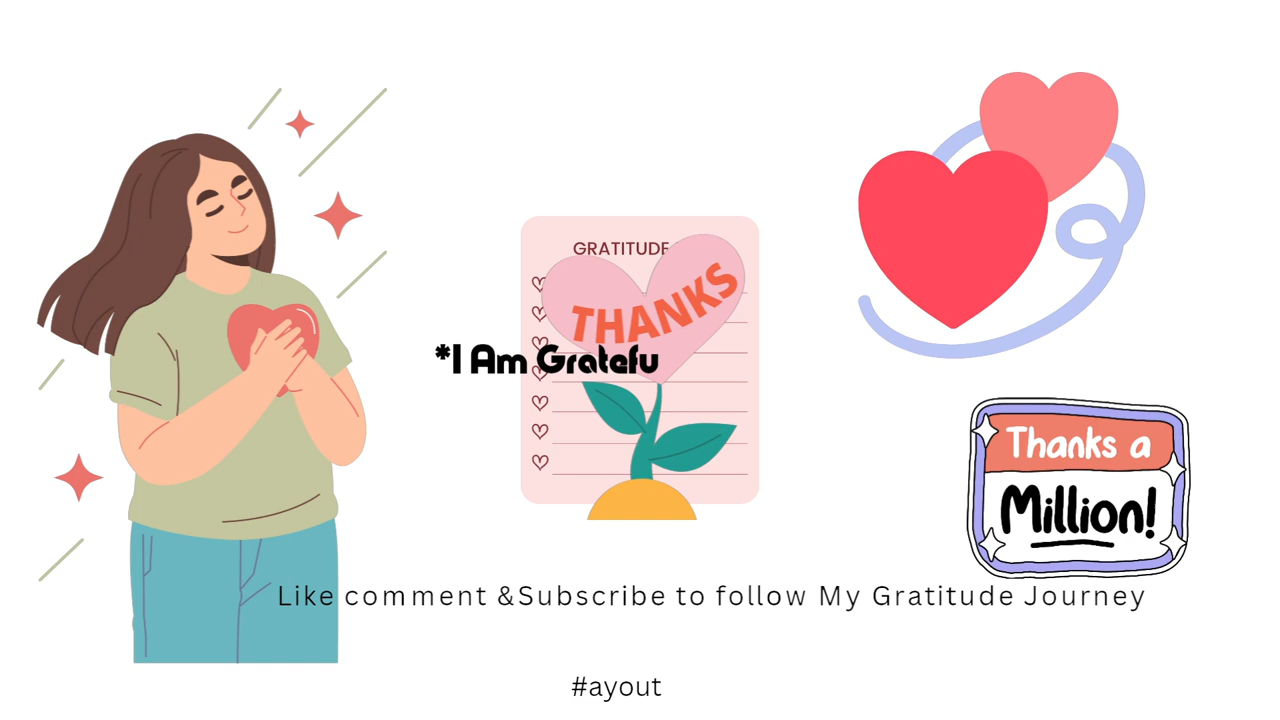 GRATITUDE
THANKS
*I Am Gratefu
Thanks a
Million!
Like comment &Subscribe to follow My Gratitude Journey
#ayout